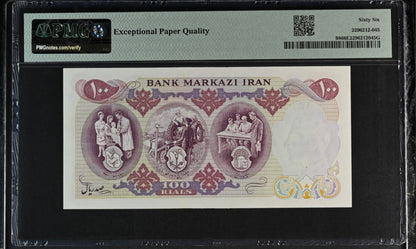 PMG
PMGnotes.com/verify
Exceptional Paper Quality
Sixty Six
2296212-045
۱۰۰
BANK MARKAZI IRAN
۱۰۰
صد ریال
100
RIALS